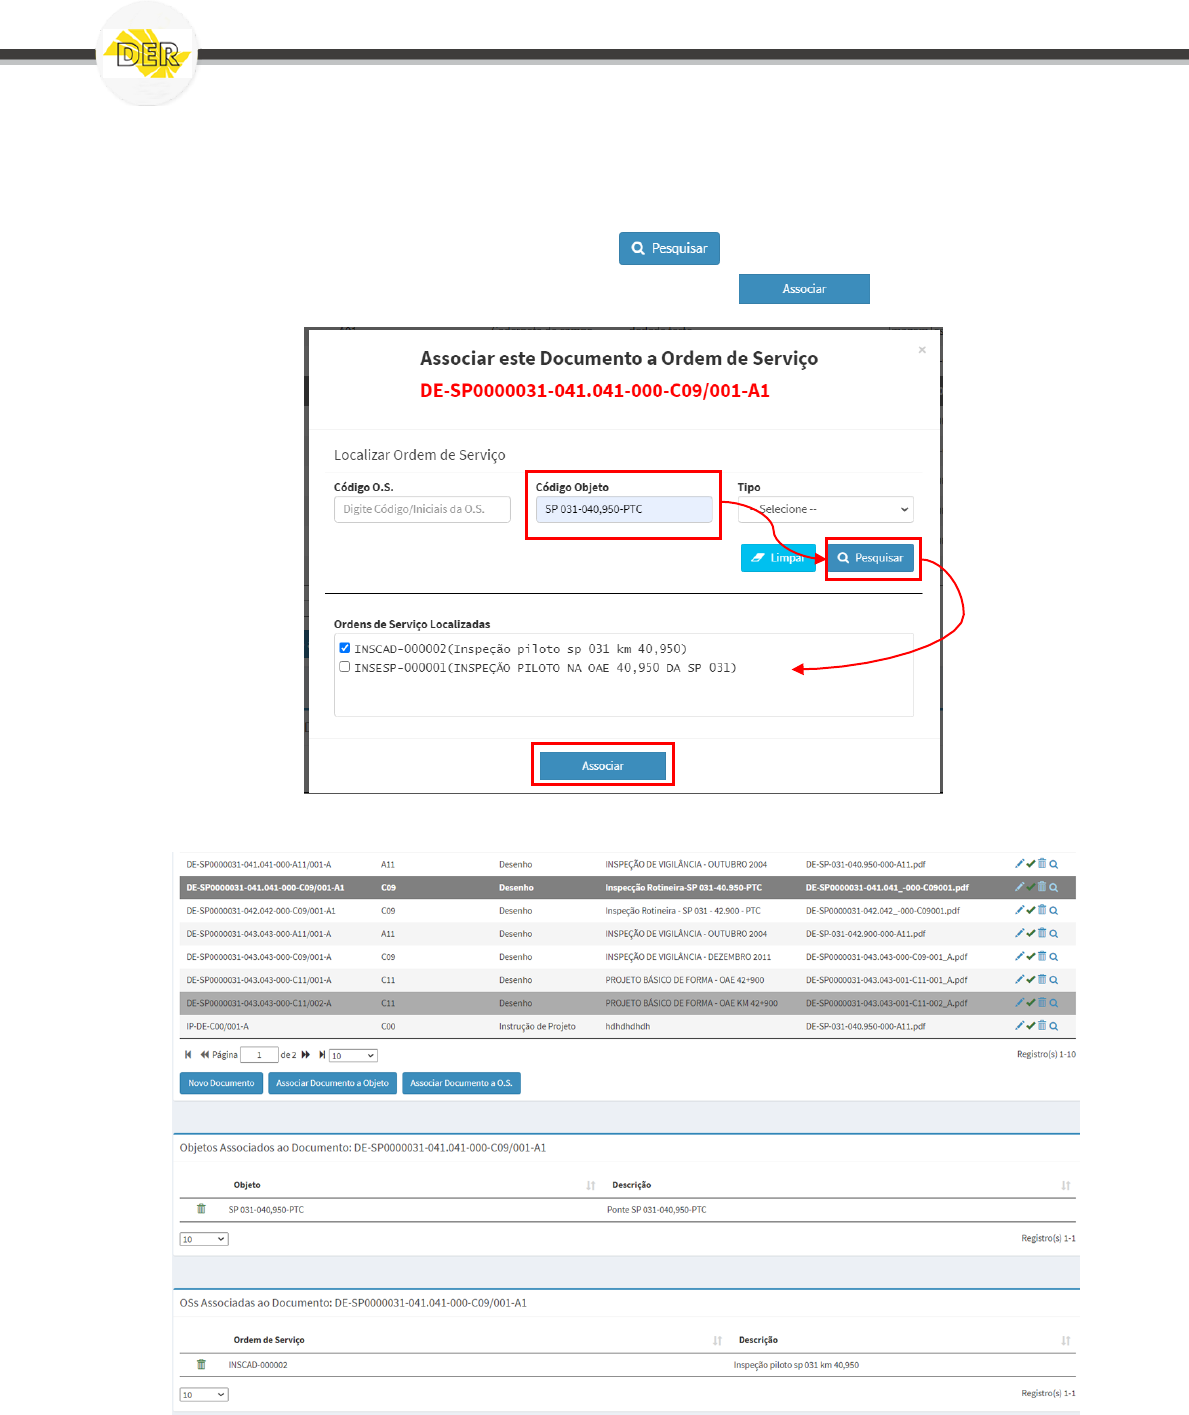 DER
Pesquisar
Associar
Associar este Documento a Ordem de Serviço
×
DE-SP0000031-041.041-000-C09/001-A1
Localizar Ordem de Serviço
Código O.S. Código Objeto Tipo
Digite Código/Iniciais da O.S. SP 031-040,950-PTC -- Selecione --
Limpar Pesquisar
Ordens de Serviço Localizadas
INSCAD-000002(Inspeção piloto sp 031 km 40,950)
INSESP-000001(INSPEÇÃO PILOTO NA OAE 40,950 DA SP 031)
Associar
DE-SP0000031-041.041-000-A11/001-A A11 Desenho INSPEÇÃO DE VIGILÂNCIA - OUTUBRO 2004 DE-SP-031-040.950-000-A11.pdf
DE-SP0000031-041.041-000-C09/001-A1 C09 Desenho Inspecção Rotineira-SP 031-40.950-PTC DE-SP0000031-041.041_-000-C09001.pdf
DE-SP0000031-042.042-000-C09/001-A1 C09 Desenho Inspeção Rotineira - SP 031 - 42.900 - PTC DE-SP0000031-042.042_-000-C09001.pdf
DE-SP0000031-043.043-000-A11/001-A A11 Desenho INSPEÇÃO DE VIGILÂNCIA - OUTUBRO 2004 DE-SP-031-042.900-000-A11.pdf
DE-SP0000031-043.043-000-C09/001-A C09 Desenho INSPEÇÃO DE VIGILÂNCIA - DEZEMBRO 2011 DE-SP0000031-043.043-000-C09-001_A.pdf
DE-SP0000031-043.043-000-C11/001-A C11 Desenho PROJETO BÁSICO DE FORMA - OAE 42+900 DE-SP0000031-043.043-001-C11-001_A.pdf
DE-SP0000031-043.043-000-C11/002-A C11 Desenho PROJETO BÁSICO DE FORMA - OAE KM 42+900 DE-SP0000031-043.043-001-C11-002_A.pdf
IP-DE-C00/001-A C00 Instrução de Projeto hdhdhdhdh DE-SP-031-040.950-000-A11.pdf
Página 1 de 2 10 Registro(s) 1-10
Novo Documento Associar Documento a Objeto Associar Documento a O.S.
Objetos Associados ao Documento: DE-SP0000031-041.041-000-C09/001-A1
Objeto Descrição
SP 031-040,950-PTC Ponte SP 031-040,950-PTC
10 Registro(s) 1-1
OSs Associadas ao Documento: DE-SP0000031-041.041-000-C09/001-A1
Ordem de Serviço Descrição
INSCAD-000002 Inspeção piloto sp 031 km 40,950
10 Registro(s) 1-1